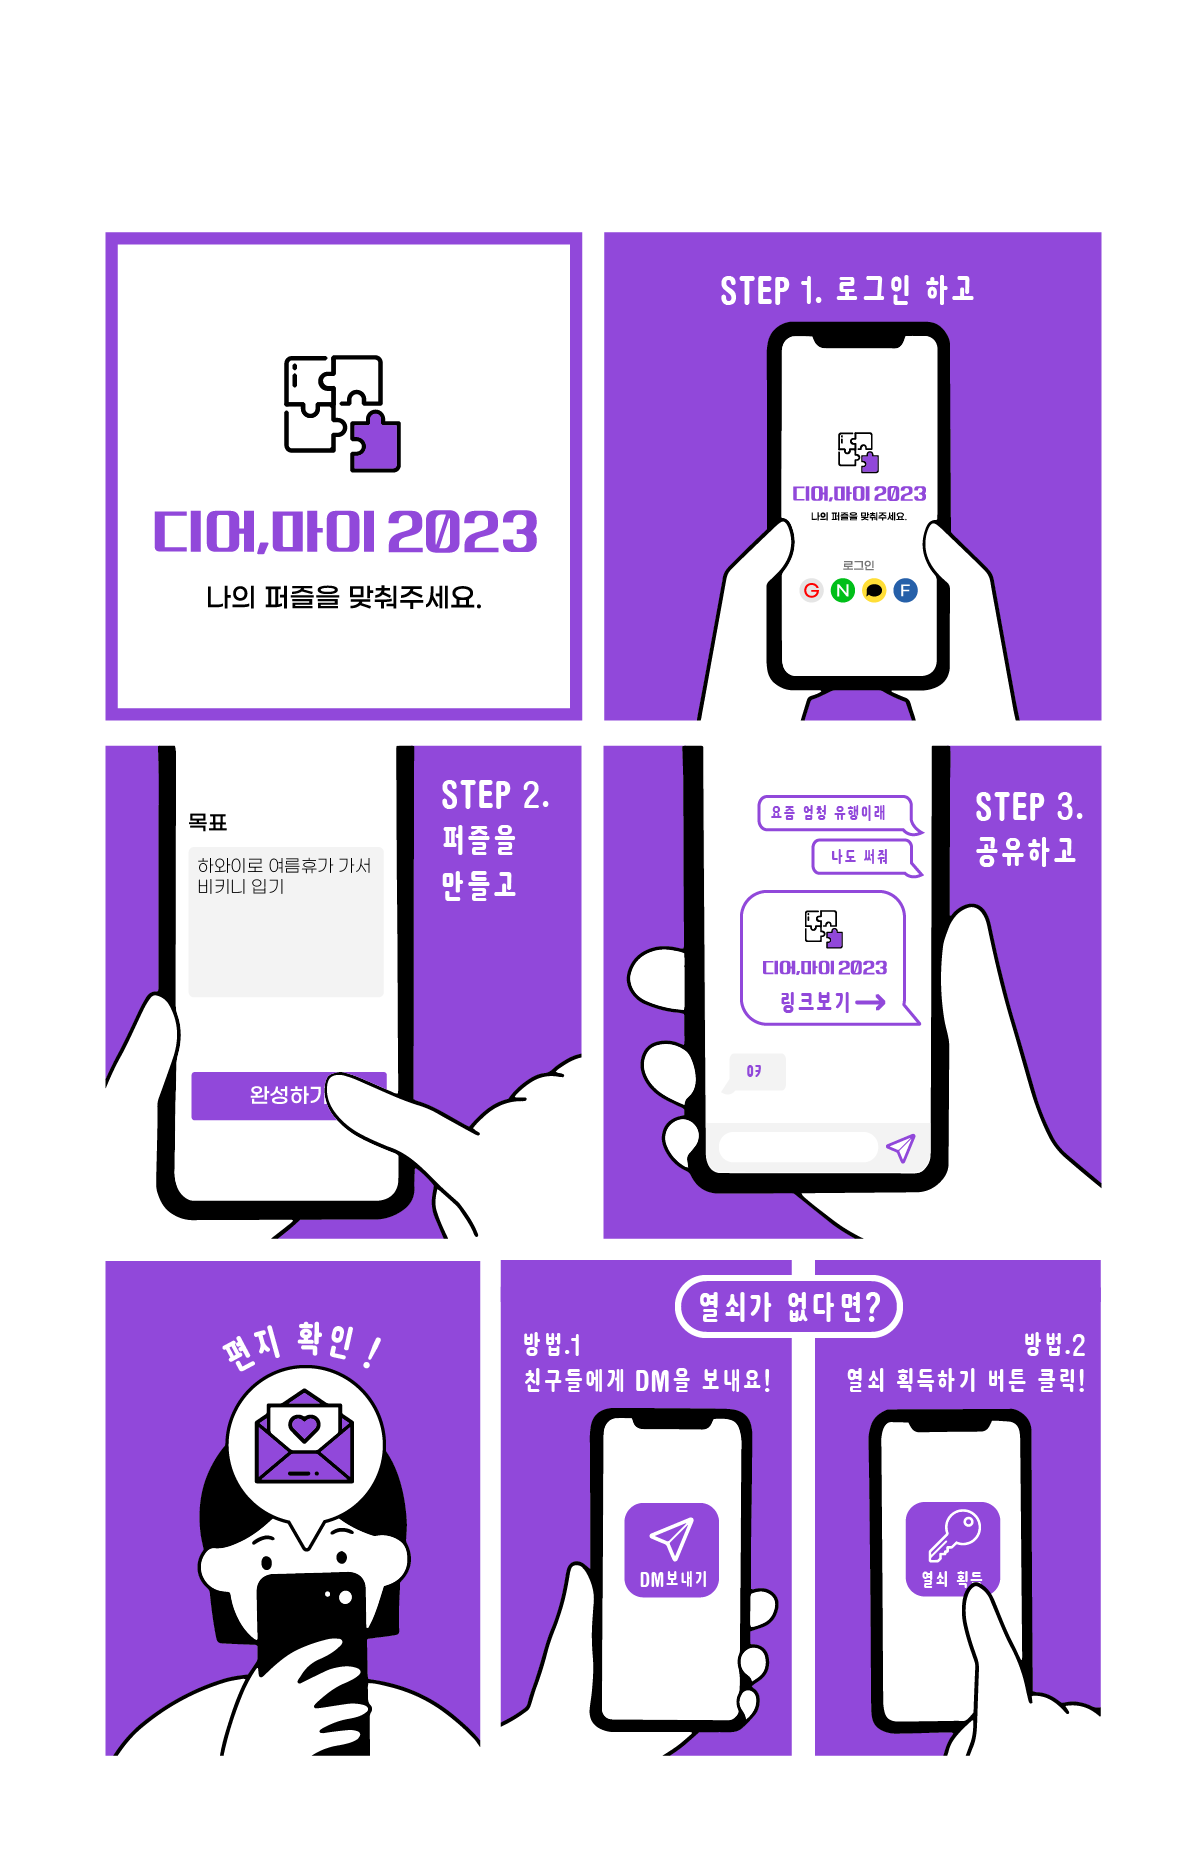 디어,마이 2023
나의 퍼즐을 맞춰주세요.
STEP 1. 로그인 하고
디어,마이 2023
나의 퍼즐을 맞춰주세요.
로그인
G N F
목표
하와이로 여름휴가 가서
비키니 입기
완성하기
STEP 2.
퍼즐을
만들고
요즘 엄청 유행이래
나도 써줘
디어,마이 2023
링크보기→
ㅇㅋ
STEP 3.
공유하고
편지 확인!
열쇠가 없다면?
방법.1
친구들에게 DM을 보내요!
DM보내기
방법.2
열쇠 획득하기 버튼 클릭!
열쇠 획득